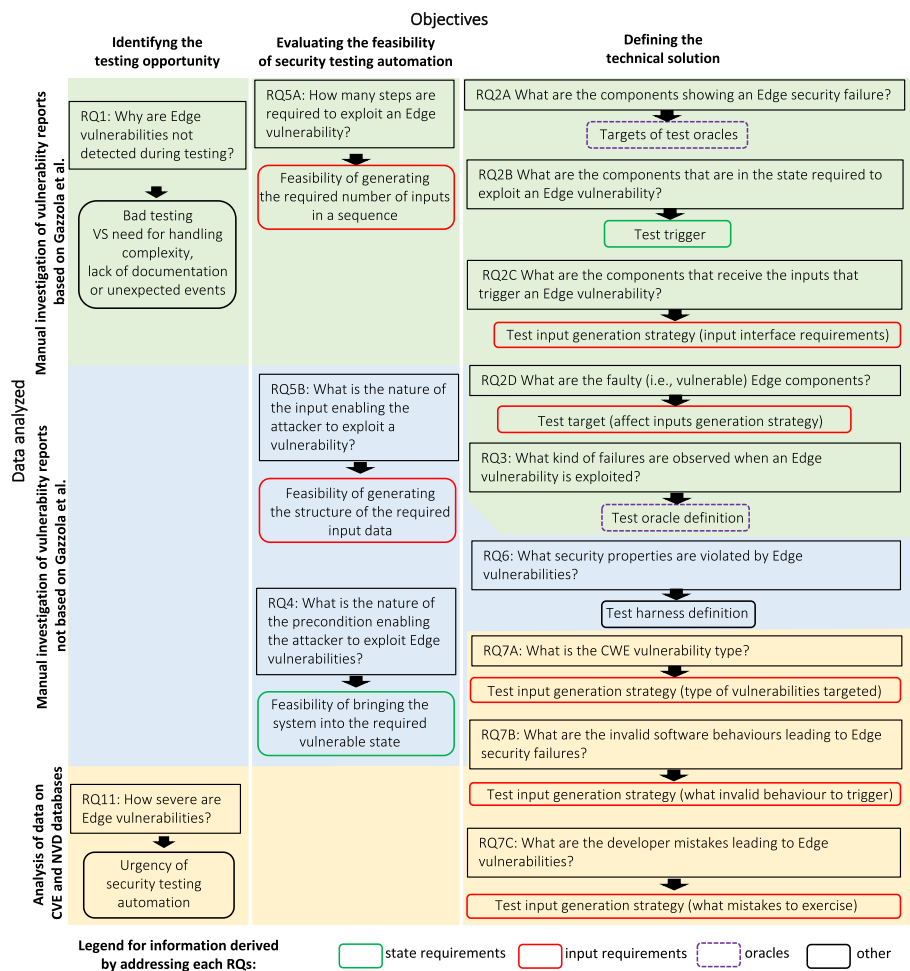 Objectives
Identifyng the
testing opportunity
Evaluating the feasibility
of security testing automation
Defining the
technical solution
Data analyzed
Manual investigation of vulnerability reports
based on Gazzola et al.
Manual investigation of vulnerability reports
not based on Gazzola et al.
Analysis of data on
CVE and NVD databases
RQ1: Why are Edge
vulnerabilities not
detected during testing?
Bad testing
VS need for handling
complexity,
lack of documentation
or unexpected events
RQ11: How severe are
Edge vulnerabilities?
Urgency of
security testing
automation
RQ5A: How many steps are
required to exploit an Edge
vulnerability?
Feasibility of generating
the required number of inputs
in a sequence
RQ5B: What is the nature of
the input enabling the
attacker to exploit a
vulnerability?
Feasibility of generating
the structure of the required
input data
RQ4: What is the nature of
the precondition enabling
the attacker to exploit Edge
vulnerabilities?
Feasibility of bringing the
system into the required
vulnerable state
RQ2A What are the components showing an Edge security failure?
Targets of test oracles
RQ2B What are the components that are in the state required to
exploit an Edge vulnerability?
Test trigger
RQ2C What are the components that receive the inputs that
trigger an Edge vulnerability?
Test input generation strategy (input interface requirements)
RQ2D What are the faulty (i.e., vulnerable) Edge components?
Test target (affect inputs generation strategy)
RQ3: What kind of failures are observed when an Edge
vulnerability is exploited?
Test oracle definition
RQ6: What security properties are violated by Edge
vulnerabilities?
Test harness definition
RQ7A: What is the CWE vulnerability type?
Test input generation strategy (type of vulnerabilities targeted)
RQ7B: What are the invalid software behaviours leading to Edge
security failures?
Test input generation strategy (what invalid behaviour to trigger)
RQ7C: What are the developer mistakes leading to Edge
vulnerabilities?
Test input generation strategy (what mistakes to exercise)
Legend for information derived
by addressing each RQs:
state requirements
input requirements
oracles
other